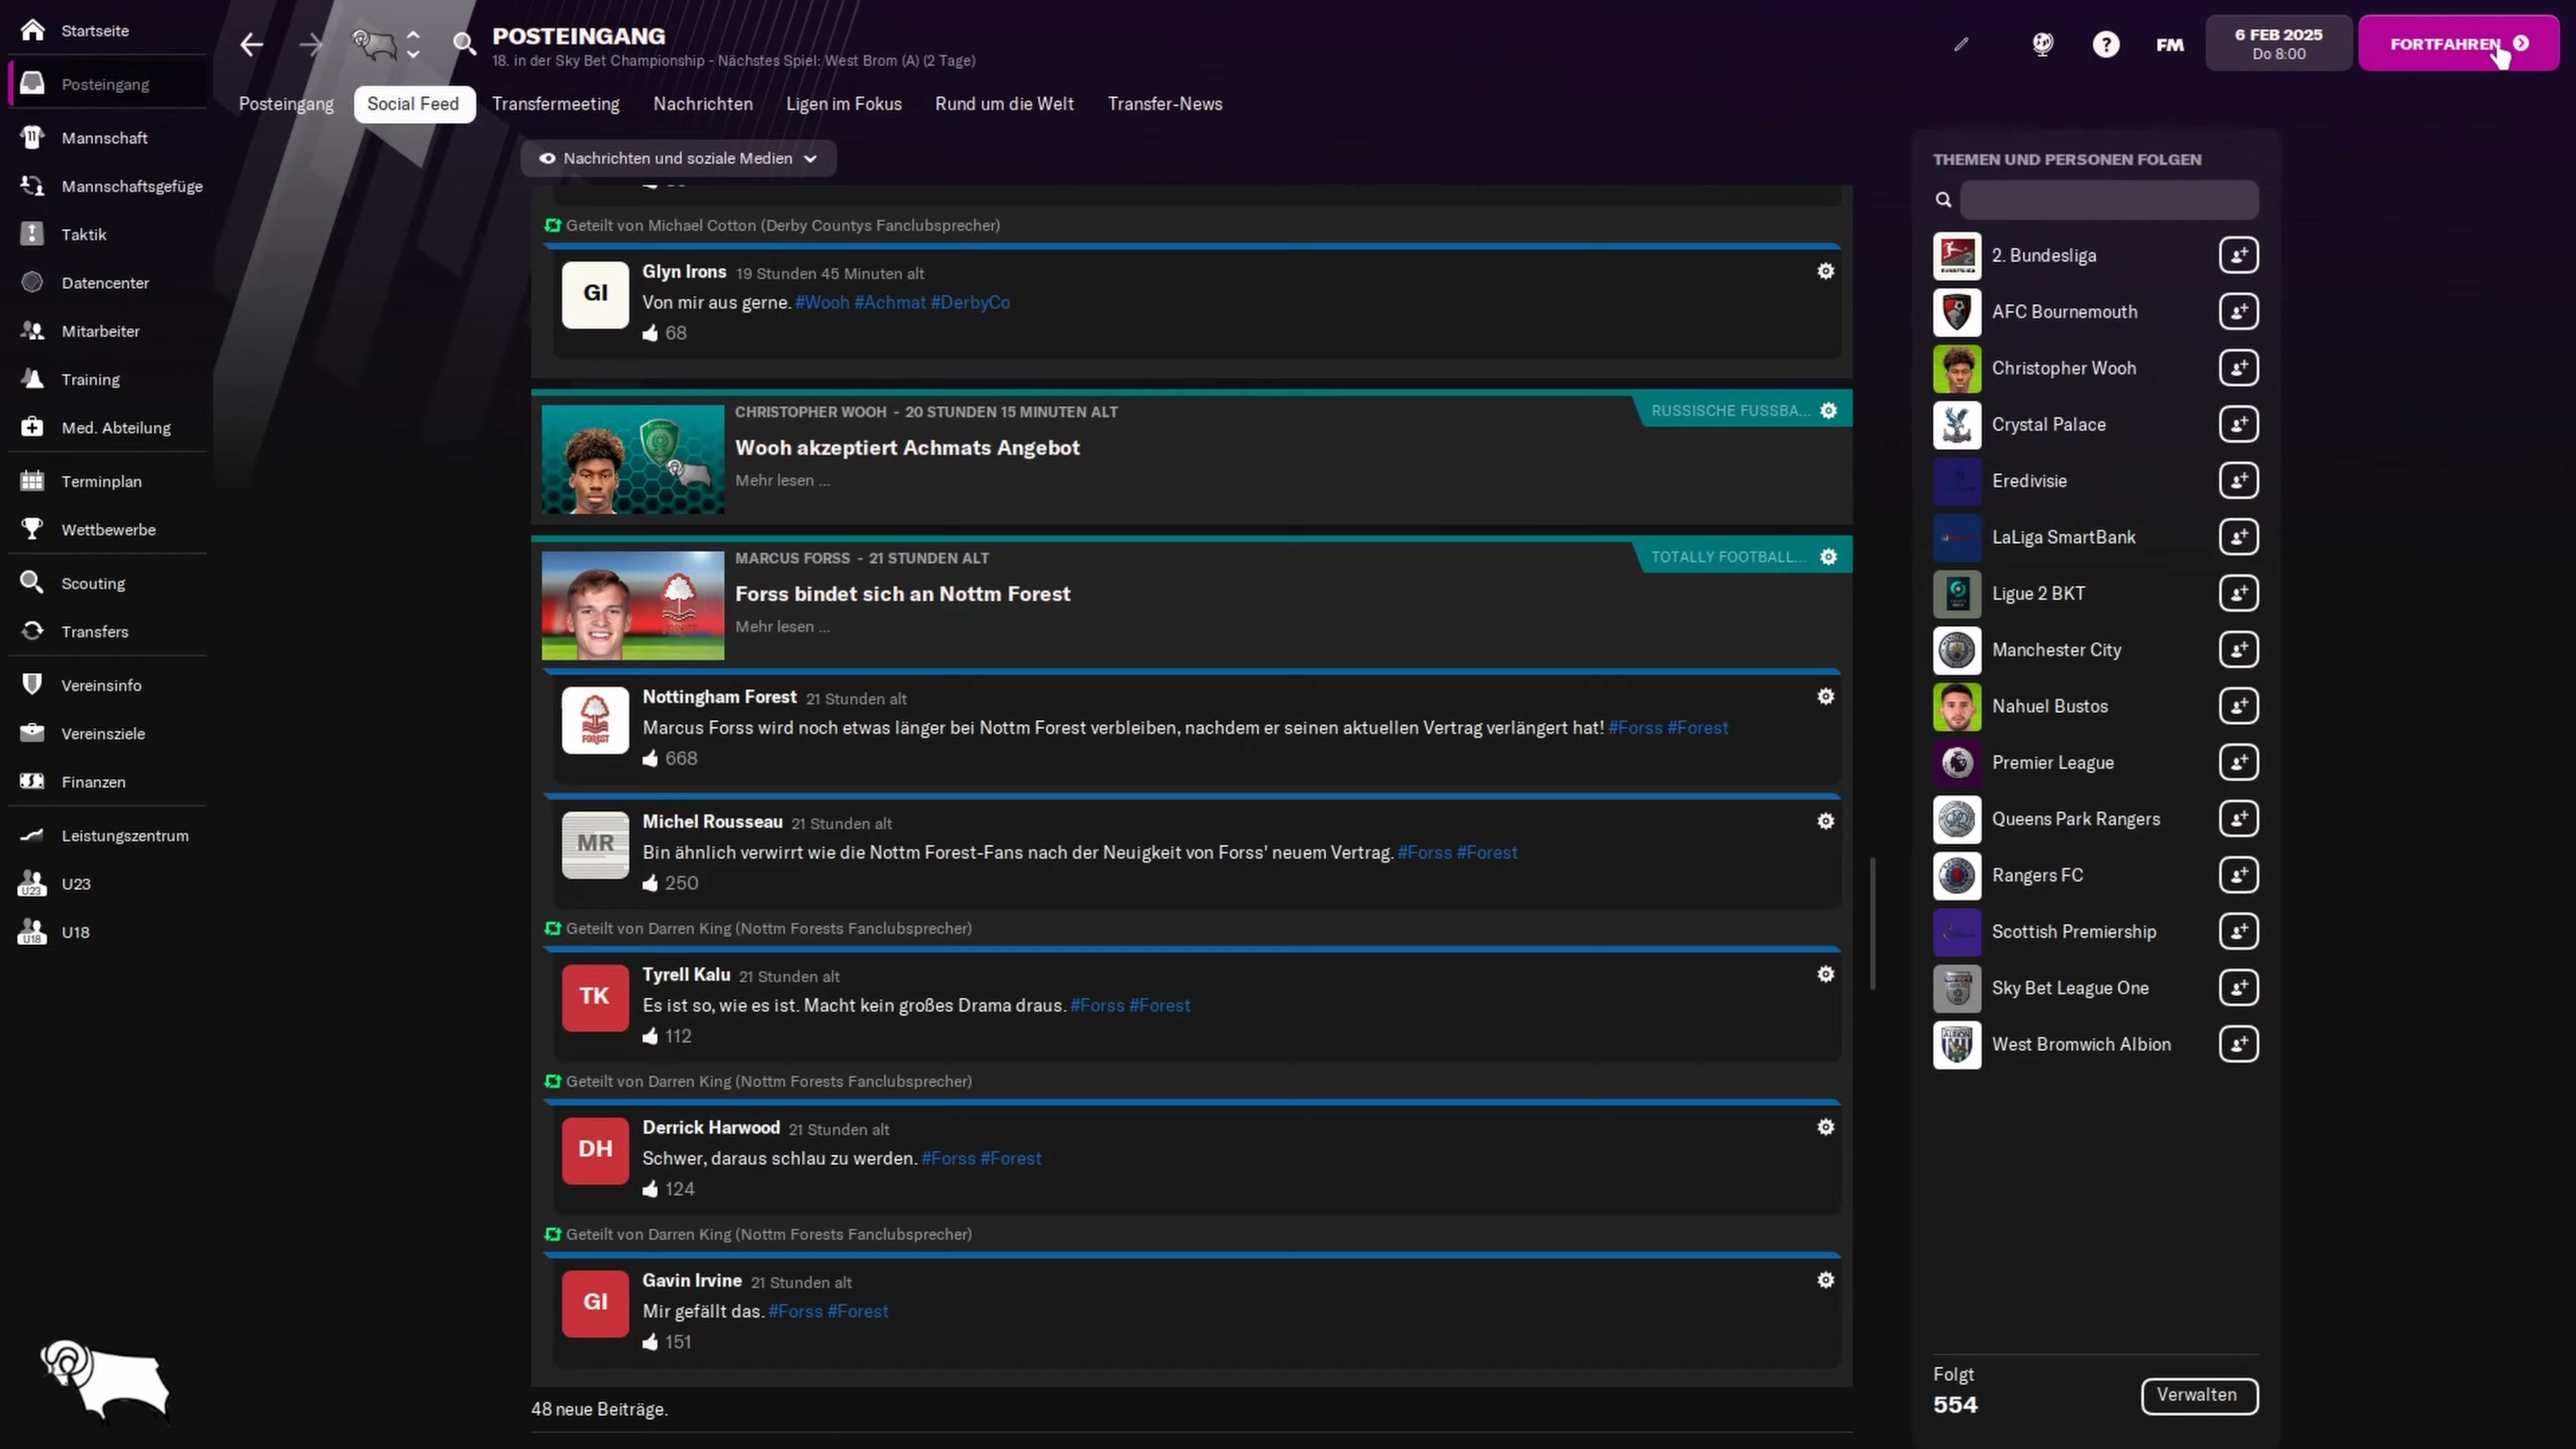 Startseite
Posteingang
Mannschaft
Mannschaftsgefüge
Taktik
Datencenter
Mitarbeiter
Training
Med. Abteilung
Terminplan
Wettbewerbe
Scouting
Transfers
Vereinsinfo
Vereinsziele
Finanzen
Leistungszentrum
U23
U23
U18
U18
POSTEINGANG
18. in der Sky Bet Championship - Nächstes Spiel: West Brom (A) (2 Tage)
FM
6 FEB 2025
Do 8:00
FORTFAHREN
Posteingang
Social Feed
Transfermeeting
Nachrichten
Ligen im Fokus
Rund um die Welt
Transfer-News
Nachrichten und soziale Medien
Geteilt von Michael Cotton (Derby Countys Fanclubsprecher)
GI
Glyn Irons 19 Stunden 45 Minuten alt
Von mir aus gerne. #Wooh #Achmat #DerbyCo
68
CHRISTOPHER WOOH - 20 STUNDEN 15 MINUTEN ALT
RUSSISCHE FUSSBA...
Wooh akzeptiert Achmats Angebot
Mehr lesen ...
MARCUS FORSS - 21 STUNDEN ALT
TOTALLY FOOTBALL...
Forss bindet sich an Nottm Forest
Mehr lesen ...
FOREST
Nottingham Forest 21 Stunden alt
Marcus Forss wird noch etwas länger bei Nottm Forest verbleiben, nachdem er seinen aktuellen Vertrag verlängert hat! #Forss #Forest
668
MR
Michel Rousseau 21 Stunden alt
Bin ähnlich verwirrt wie die Nottm Forest-Fans nach der Neuigkeit von Forss' neuem Vertrag. #Forss #Forest
250
Geteilt von Darren King (Nottm Forests Fanclubsprecher)
TK
Tyrell Kalu 21 Stunden alt
Es ist so, wie es ist. Macht kein großes Drama draus. #Forss #Forest
112
Geteilt von Darren King (Nottm Forests Fanclubsprecher)
DH
Derrick Harwood 21 Stunden alt
Schwer, daraus schlau zu werden. #Forss #Forest
124
Geteilt von Darren King (Nottm Forests Fanclubsprecher)
GI
Gavin Irvine 21 Stunden alt
Mir gefällt das. #Forss #Forest
151
48 neue Beiträge.
THEMEN UND PERSONEN FOLGEN
2. Bundesliga
AFC Bournemouth
Christopher Wooh
Crystal Palace
Eredivisie
LaLiga SmartBank
Ligue 2 BKT
Manchester City
Nahuel Bustos
Premier League
Queens Park Rangers
Rangers FC
Scottish Premiership
Sky Bet League One
West Bromwich Albion
Folgt
554
Verwalten